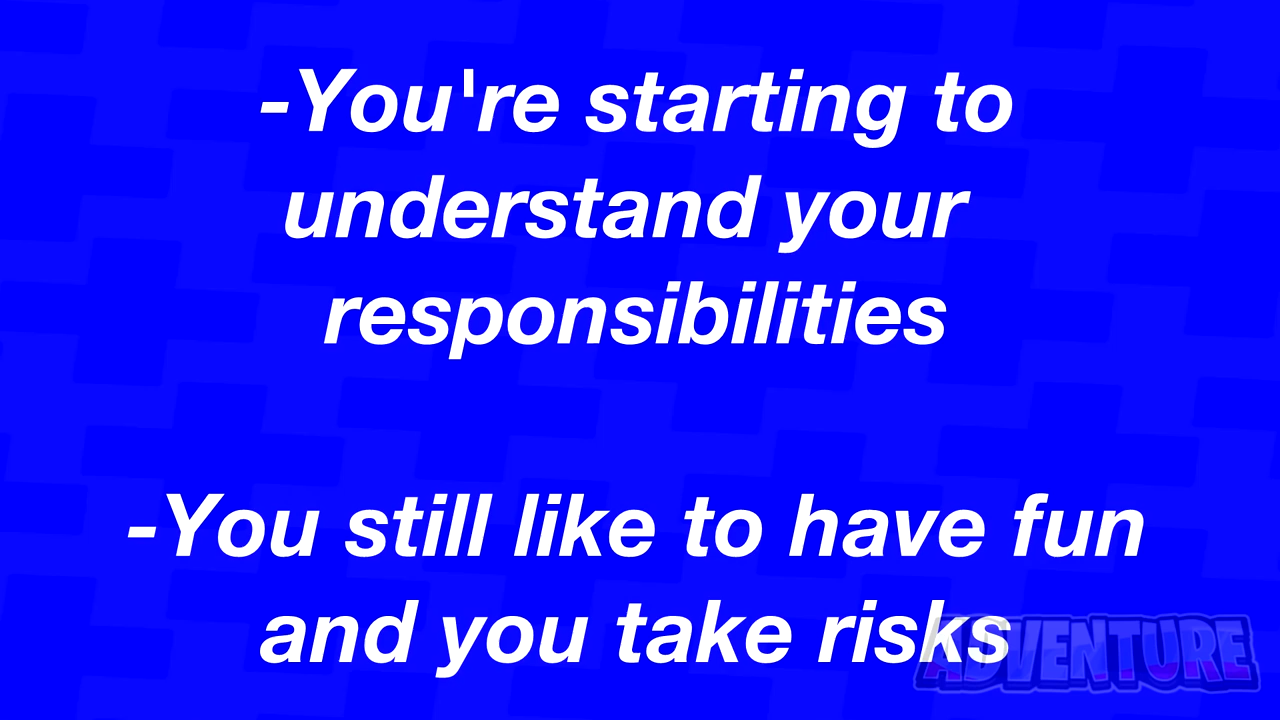 -You're starting to
understand your
responsibilities
-You still like to have fun
and you take risks
ADVENTURE